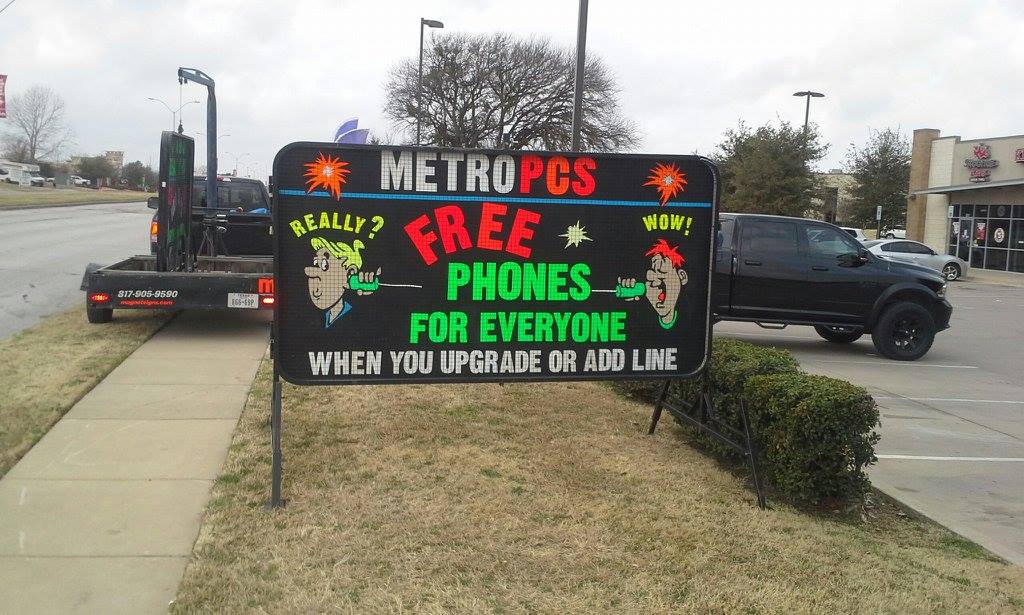 METROPCS
REALLY?
WOW!
FREE
PHONES
FOR EVERYONE
WHEN YOU UPGRADE OR ADD LINE
817-905-9590